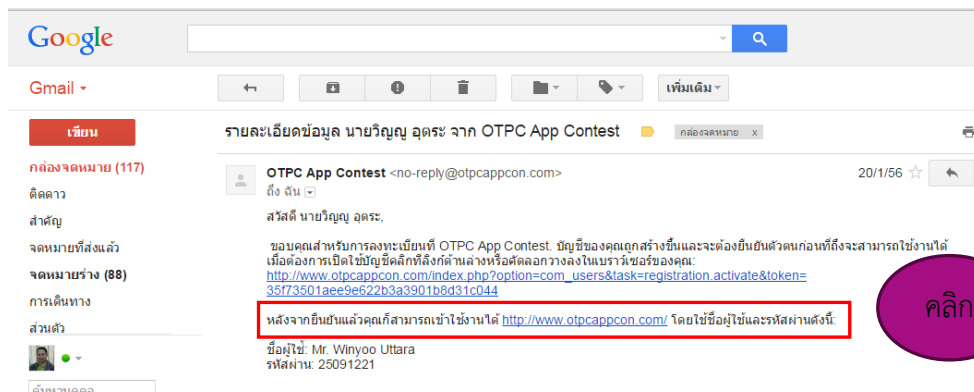 Google
Gmail
เพิ่มเติม
เขียน
รายละเอียดข้อมูล นายวิญญู อุตระ จาก OTPC App Contest
กล่องจดหมาย x
กล่องจดหมาย (117)
ติดดาว
สำคัญ
จดหมายที่ส่งแล้ว
จดหมายร่าง (88)
การเดินทาง
ส่วนตัว
OTPC App Contest <no-reply@otpcappcon.com>
20/1/56
ถึง ฉัน
สวัสดี นายวิญญู อุตระ,
ขอบคุณสำหรับการลงทะเบียนที่ OTPC App Contest. บัญชีของคุณถูกสร้างขึ้นและจะต้องยืนยันตัวตนก่อนที่ถึงจะสามารถใช้งานได้
เมื่อต้องการเปิดใช้บัญชีคลิกที่ลิงก์ด้านล่างหรือคัดลอกวางลงในเบราว์เซอร์ของคุณ:
http://www.otpcappcon.com/index.php?option=com_users&task=registration.activate&token=
35f73501aee9e622b3a3901b8d31c044
หลังจากยืนยันแล้วคุณก็สามารถเข้าใช้งานได้ http://www.otpcappcon.com/ โดยใช้ชื่อผู้ใช้และรหัสผ่านดังนี้:
คลิก
ชื่อผู้ใช้: Mr. Winyoo Uttara
รหัสผ่าน: 25091221